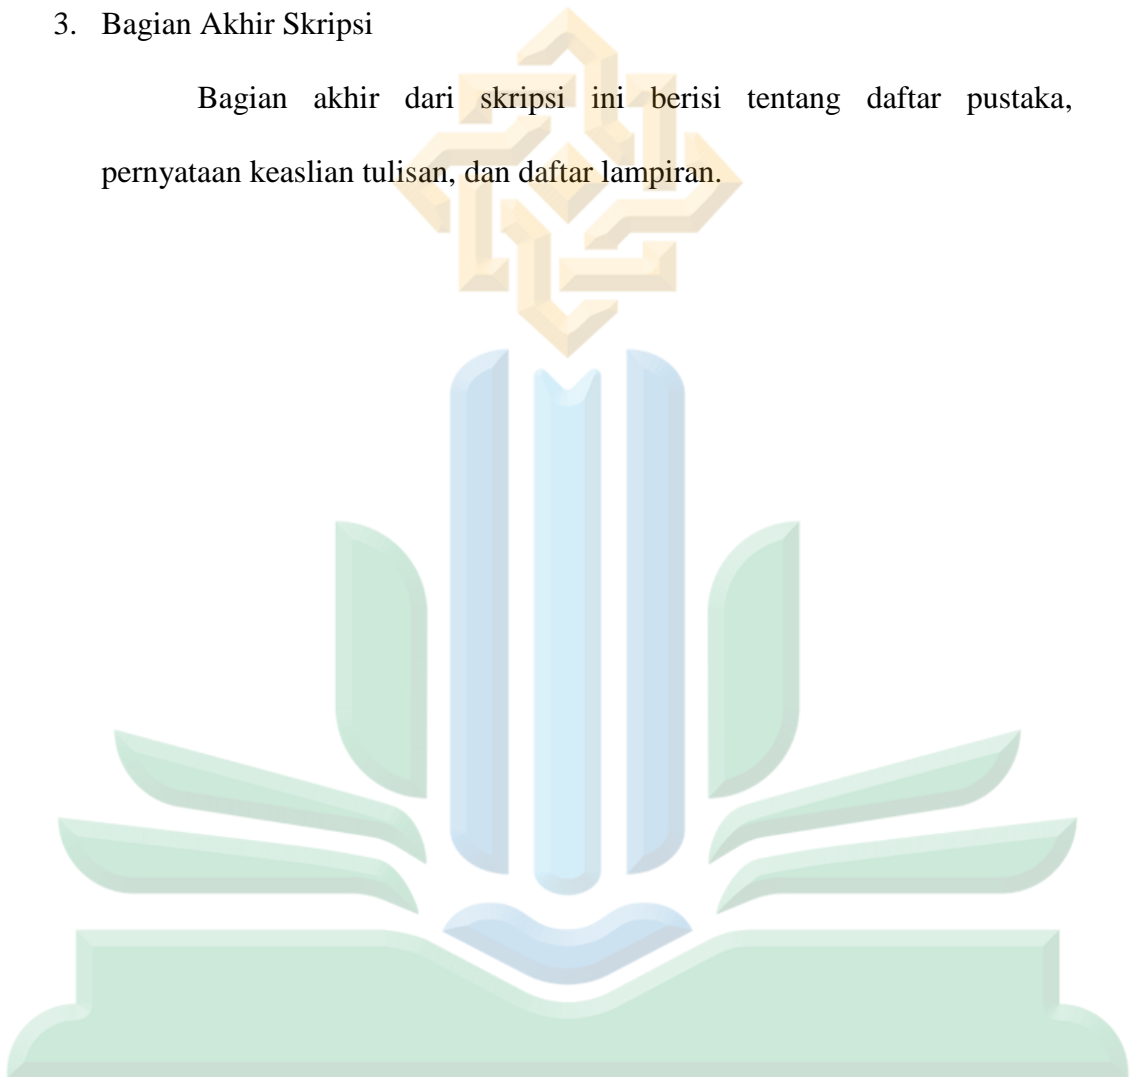 3. Bagian Akhir Skripsi
Bagian akhir dari skripsi ini berisi tentang daftar pustaka,
pernyataan keaslian tulisan, dan daftar lampiran.